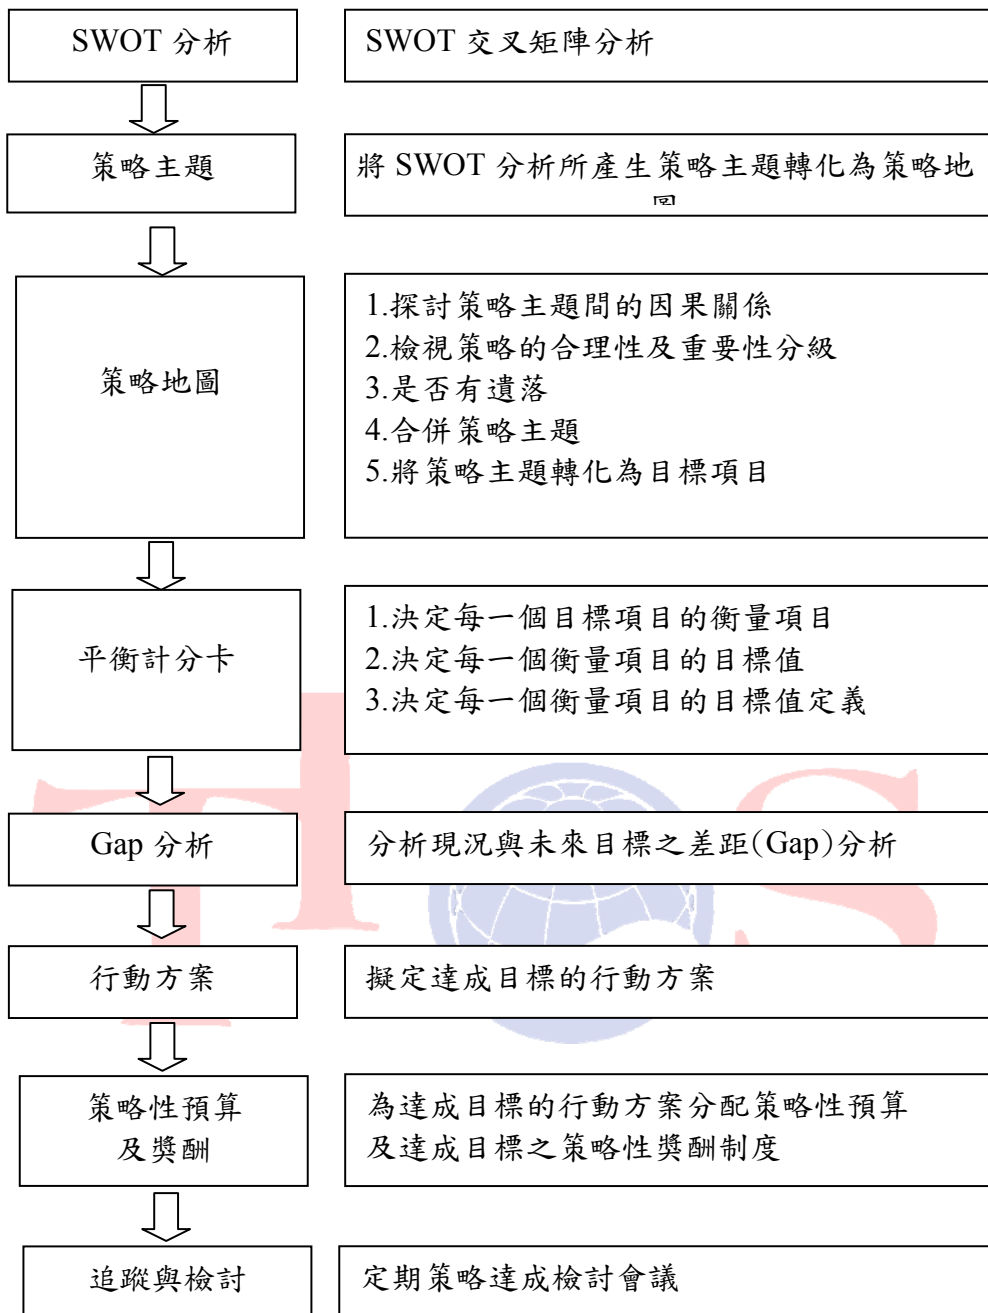 SWOT 分析
SWOT 交叉矩陣分析
策略主題
將 SWOT 分析所產生策略主題轉化為策略地
圖
策略地圖
1.探討策略主題間的因果關係
2.檢視策略的合理性及重要性分級
3.是否有遺落
4.合併策略主題
5.將策略主題轉化為目標項目
平衡計分卡
1.決定每一個目標項目的衡量項目
2.決定每一個衡量項目的目標值
3.決定每一個衡量項目的目標值定義
Gap 分析
分析現況與未來目標之差距(Gap)分析
行動方案
擬定達成目標的行動方案
策略性預算
及獎酬
為達成目標的行動方案分配策略性預算
及達成目標之策略性獎酬制度
追蹤與檢討
定期策略達成檢討會議